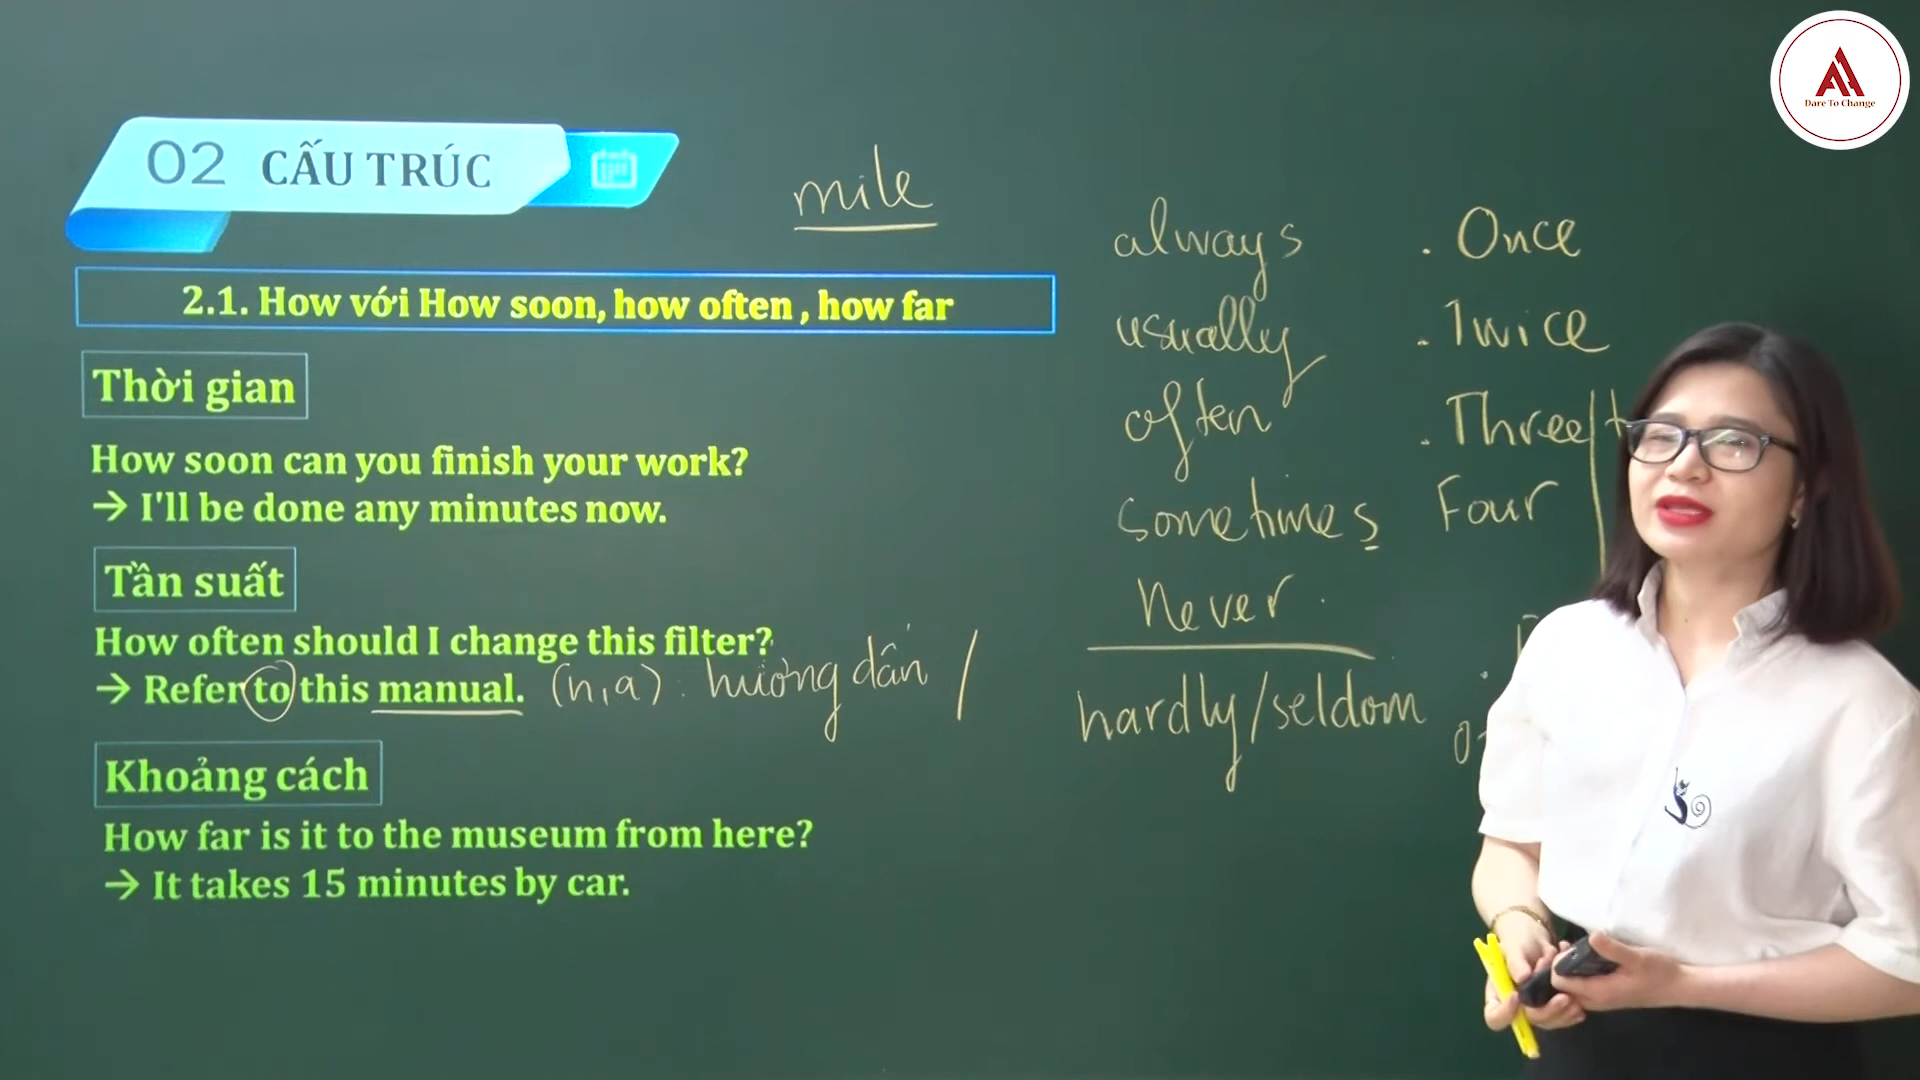 Dare To Change
02 CẤU TRÚC
mile
2.1. How với How soon, how often , how far
Thời gian
How soon can you finish your work?
→ I'll be done any minutes now.
Tần suất
How often should I change this filter?
→ Refer to this manual. (n,a) : hướng dẫn /
Khoảng cách
How far is it to the museum from here?
→ It takes 15 minutes by car.
always
usually
often
sometimes
Never
hardly/seldom
. Once
. Twice
. Three
Four